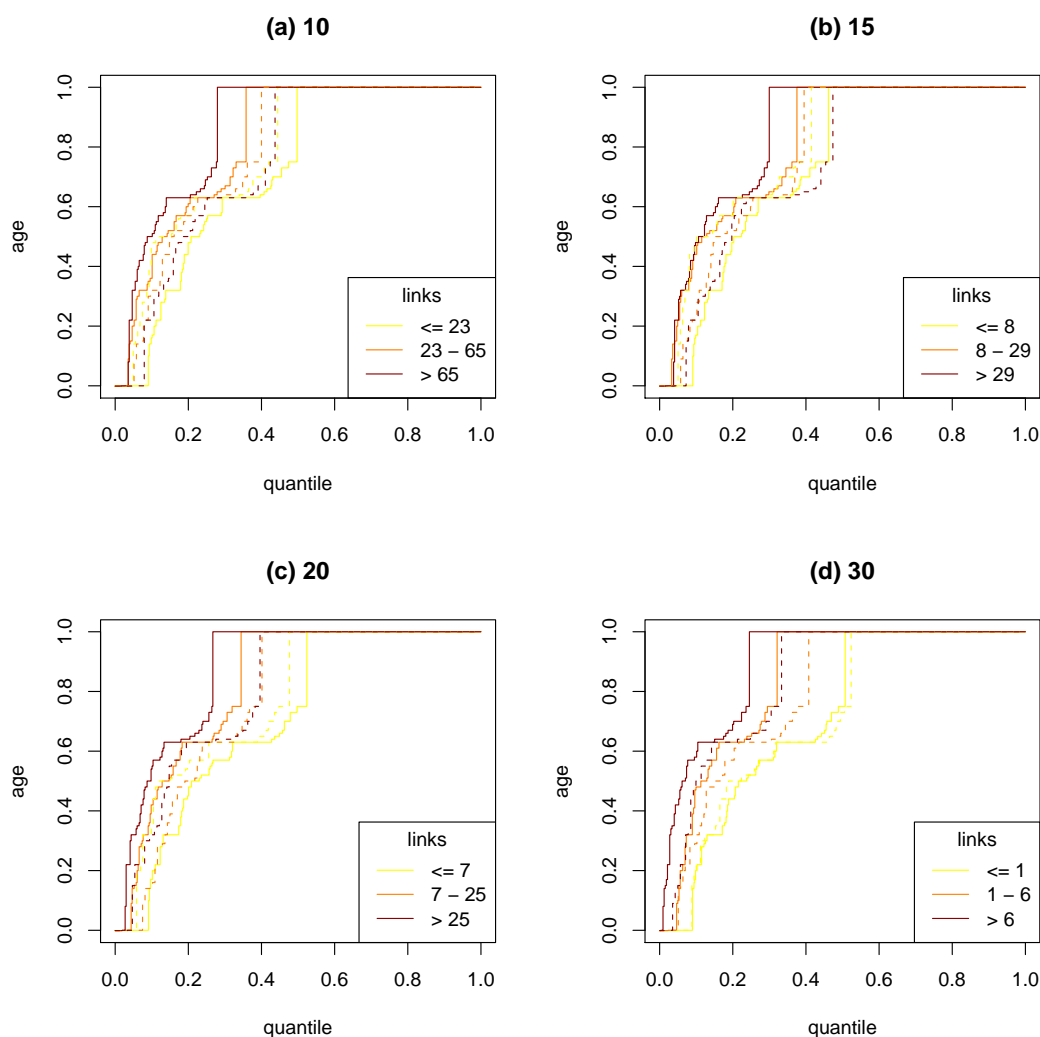 (a) 10
age
1.0
0.8
0.6
0.4
0.2
0.0
links
<= 23
23 − 65
> 65
0.0 0.2 0.4 0.6 0.8 1.0
quantile
(b) 15
age
1.0
0.8
0.6
0.4
0.2
0.0
links
<= 8
8 − 29
> 29
0.0 0.2 0.4 0.6 0.8 1.0
quantile
(c) 20
age
1.0
0.8
0.6
0.4
0.2
0.0
links
<= 7
7 − 25
> 25
0.0 0.2 0.4 0.6 0.8 1.0
quantile
(d) 30
age
1.0
0.8
0.6
0.4
0.2
0.0
links
<= 1
1 − 6
> 6
0.0 0.2 0.4 0.6 0.8 1.0
quantile